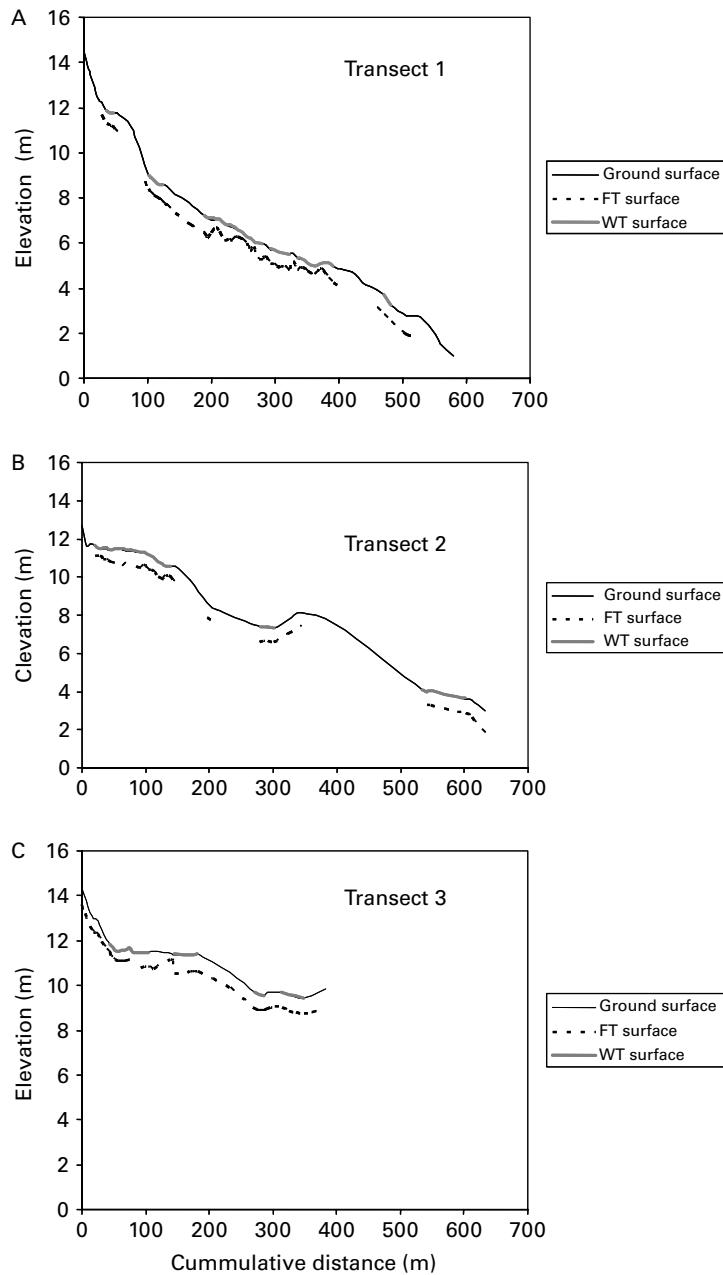 A
Transect 1
Elevation (m)
16
14
12
10
8
6
4
2
0
0 100 200 300 400 500 600 700
Ground surface
FT surface
WT surface
B
Transect 2
Clevation (m)
16
14
12
10
8
6
4
2
0
0 100 200 300 400 500 600 700
Ground surface
FT surface
WT surface
C
Transect 3
Elevation (m)
16
14
12
10
8
6
4
2
0
0 100 200 300 400 500 600 700
Cummulative distance (m)
Ground surface
FT surface
WT surface